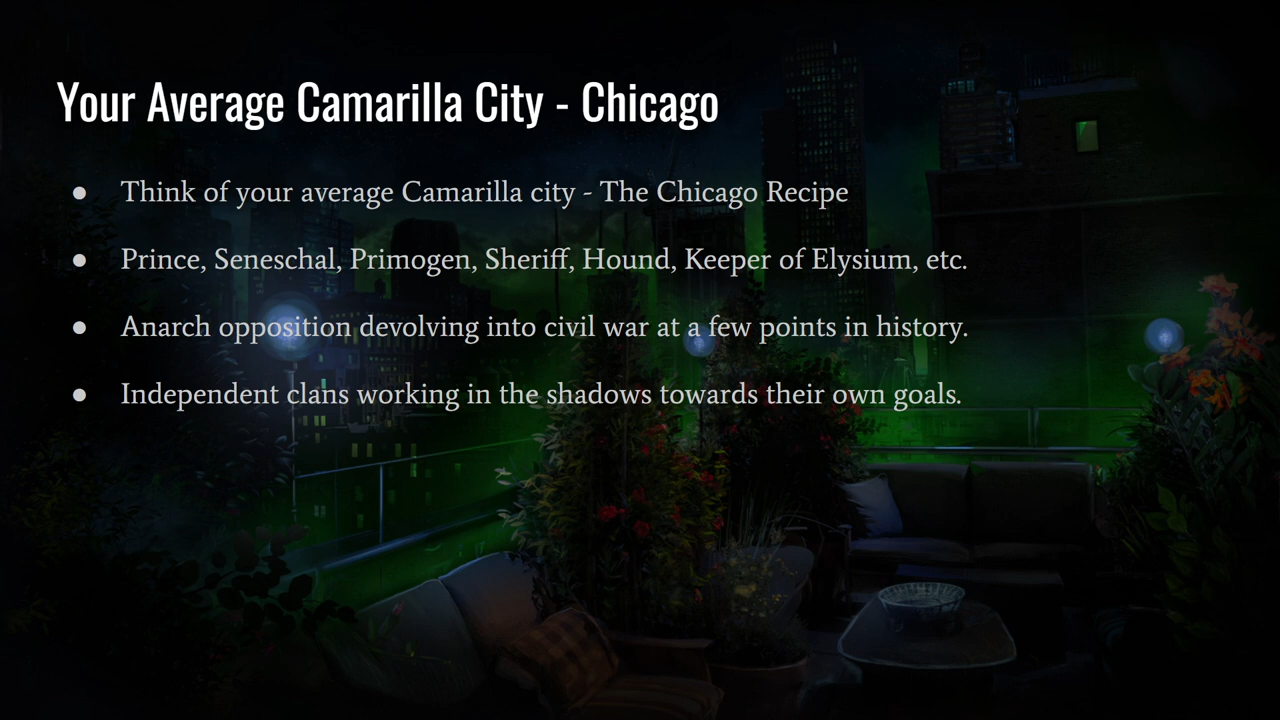 Your Average Camarilla City - Chicago
● Think of your average Camarilla city - The Chicago Recipe
● Prince, Seneschal, Primogen, Sheriff, Hound, Keeper of Elysium, etc.
● Anarch opposition devolving into civil war at a few points in history.
● Independent clans working in the shadows towards their own goals.